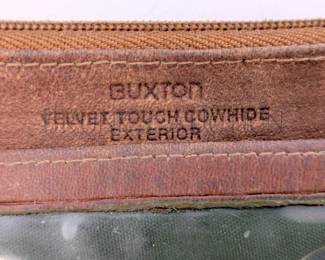 BUXTON
VELVET TOUCH COWHIDE
EXTERIOR